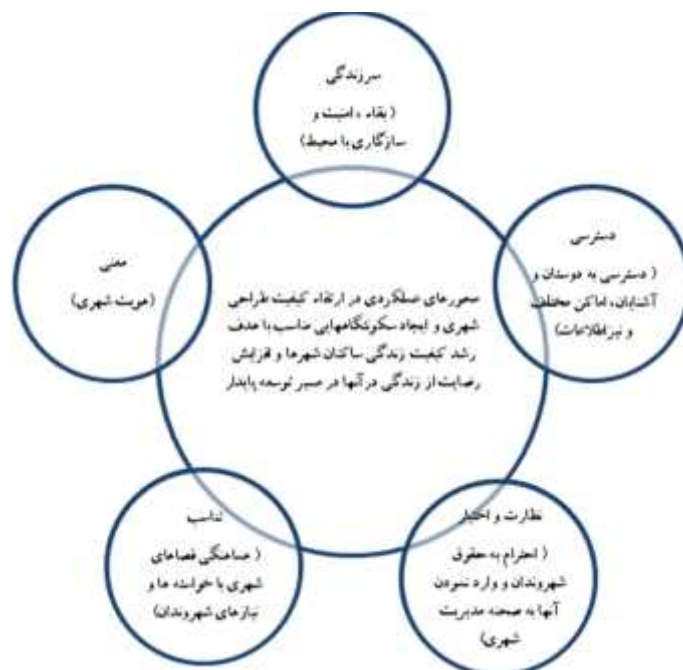 سرزندگی
( بقاء ، امنیت و
سازگاری با محیط)
دسترسی
( دسترسی به دوستان و
آشنایان، اماکن مختلف
و نیز اطلاعات)
معنی
(هویت شهری)
محورهای عملکردی در ارتقاء کیفیت طراحی
شهری و ایجاد سکونتگاههایی مناسب با هدف
رشد کیفیت زندگی ساکنان شهرها و افزایش
رضایت از زندگی در آنها در مسیر توسعه پایدار
نظارت و اختیار
( احترام به حقوق
شهروندان و وارد نمودن
آنها به صحنه مدیریت
شهری)
تناسب
( هماهنگی فضاهای
شهری با خواسته ها و
نیازهای شهروندان)